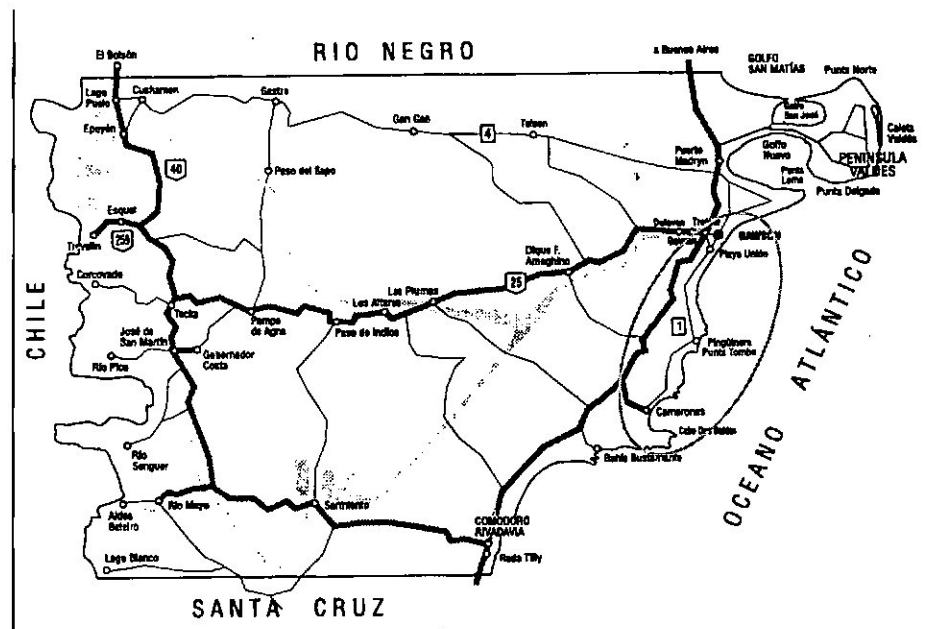 RIO NEGRO
El Bolsón
a Buenos Aires
GOLFO
SAN MATÍAS
Punta Norte
Lago
Puelo
Cushamen
Gastre
Gan Gan
4
Telsen
Golfo
San José
Caleta
Valdés
Epuyén
Puerto
Madryn
Golfo
Nuevo
PENINSULA
VALDES
Punta
Loma
Punta Delgada
40
Paso del Sapo
Esquel
259
Trevelin
Dolavon
Trelew
Gaiman
RAWSON
Playa Unión
Corcovado
Dique F.
Ameghino
25
Las Plumas
Los Altares
Tecka
Pampa
de Agnia
Paso de Indios
CHILE
José de
San Martín
Gobernador
Costa
Río Pico
1
Pingüinera
Punta Tombo
OCEANO ATLÁNTICO
Camarones
Cabo Dos Bahías
Bahía Bustamante
Río
Senguer
Aldea
Beleiro
Río Mayo
Sarmiento
COMODORO
RIVADAVIA
Rada Tilly
Lago Blanco
SANTA CRUZ